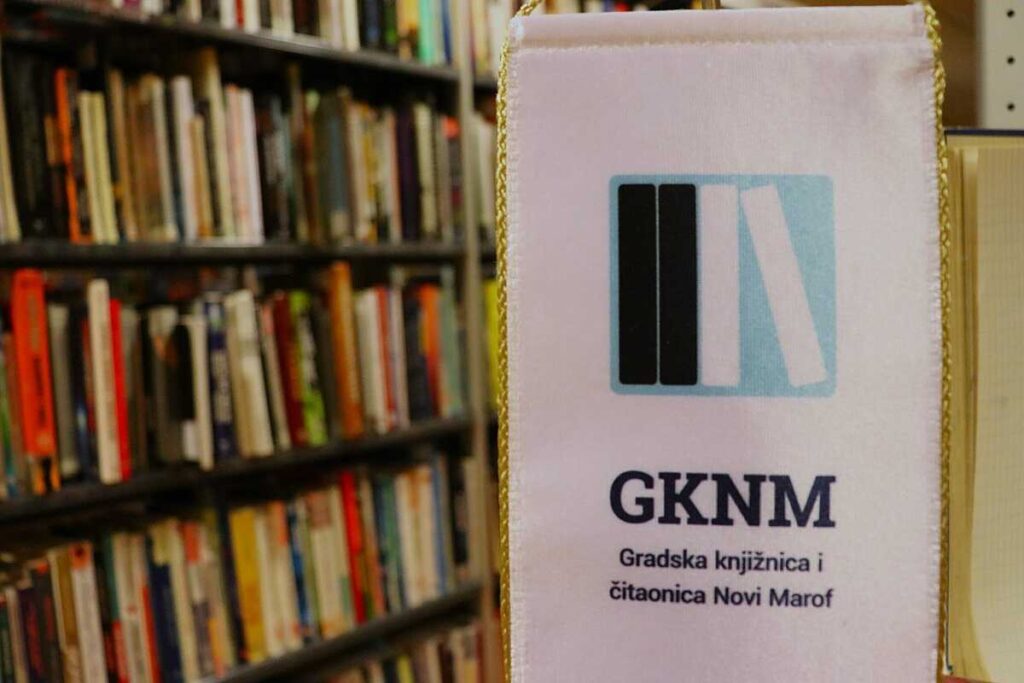 GKNM
Gradska knjižnica i
čitaonica Novi Marof